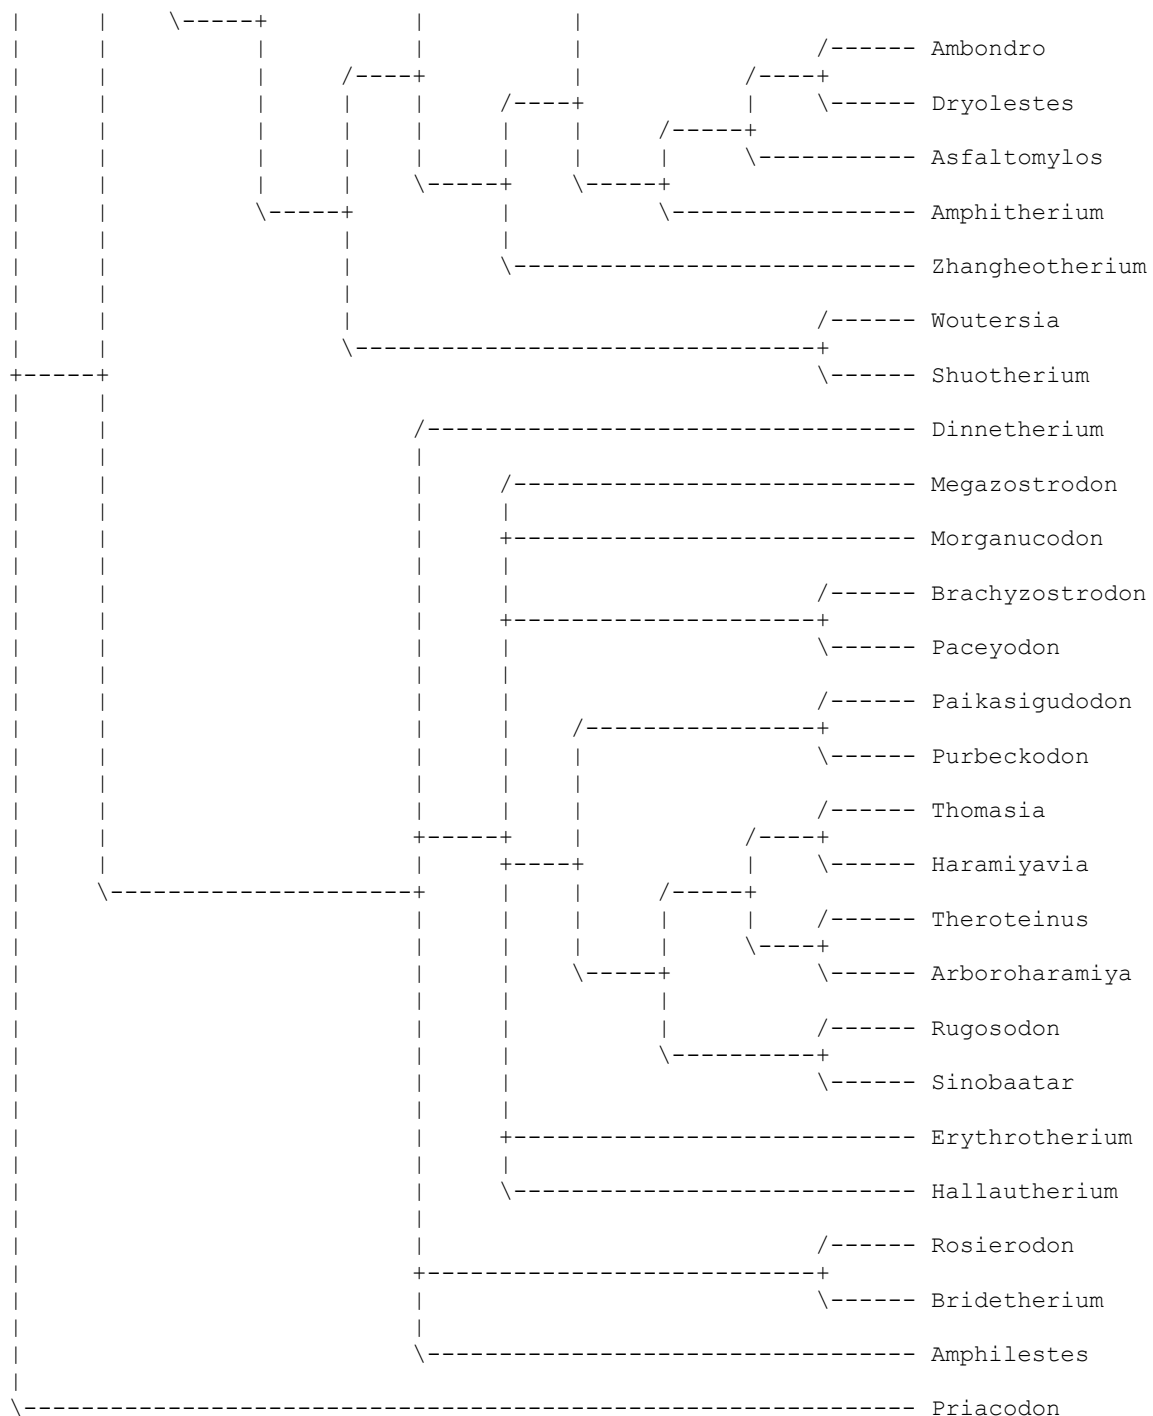 Ambondro
Dryolestes
Asfaltomylos
Amphitherium
Zhangheotherium
Woutersia
Shuotherium
Dinnetherium
Megazostrodon
Morganucodon
Brachyzostrodon
Paceyodon
Paikasigudodon
Purbeckodon
Thomasia
Haramiyavia
Theroteinus
Arboroharamiya
Rugosodon
Sinobaatar
Erythrotherium
Hallautherium
Rosierodon
Bridetherium
Amphilestes
Priacodon